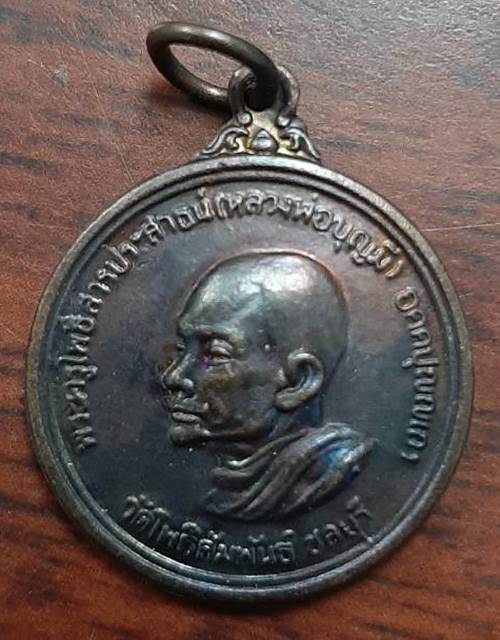 พระครูโพธิสารประสาธน์ (หลวงพ่อบุญมี)
วัดโพธิสัมพันธ์ ชลบุรี